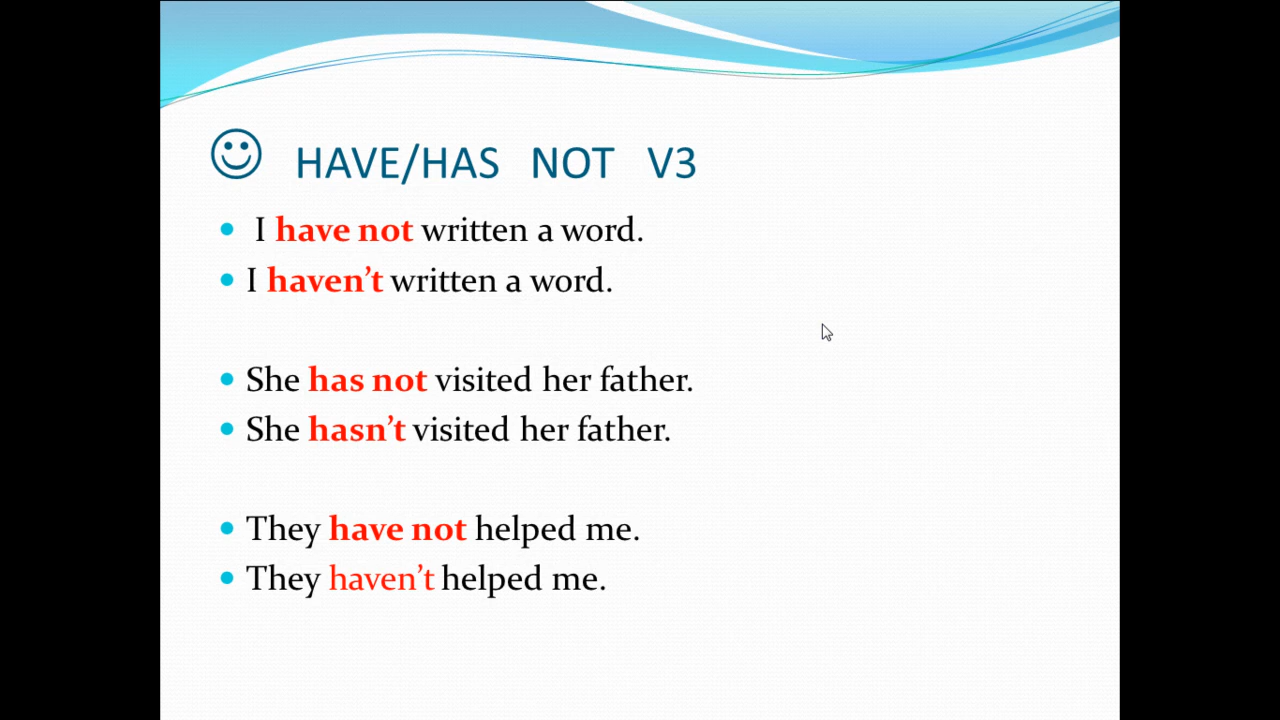 ☺ HAVE/HAS NOT V3
• I have not written a word.
• I haven’t written a word.
• She has not visited her father.
• She hasn’t visited her father.
• They have not helped me.
• They haven’t helped me.